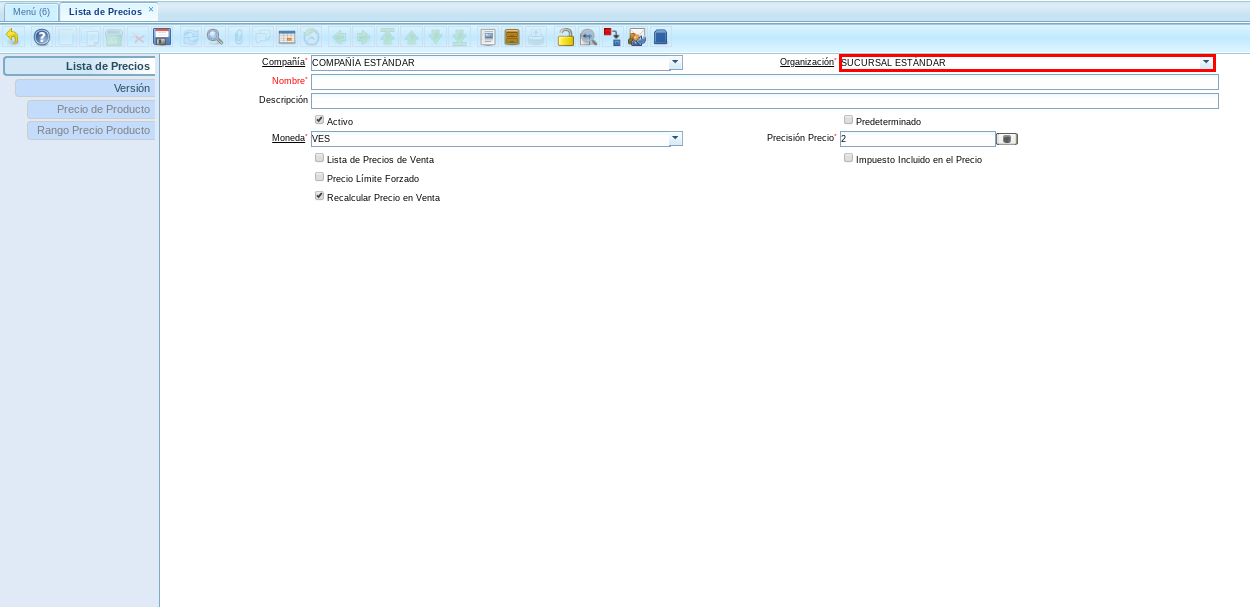 Menú (6) Lista de Precios ×
Lista de Precios
Versión
Precio de Producto
Rango Precio Producto
Compañía* COMPAÑÍA ESTÁNDAR Organización* SUCURSAL ESTÁNDAR
Nombre*
Descripción
Activo Predeterminado
Moneda* VES Precisión Precio* 2
Lista de Precios de Venta Impuesto Incluido en el Precio
Precio Límite Forzado
Recalcular Precio en Venta